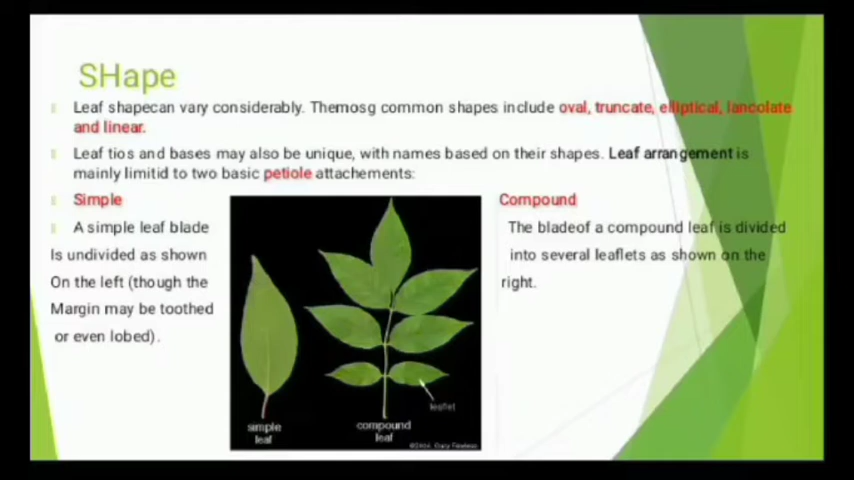 SHape
Leaf shapecan vary considerably. Themosg common shapes include oval, truncate, elliptical, lancolate
and linear.
Leaf tios and bases may also be unique, with names based on their shapes. Leaf arrangement is
mainly limitid to two basic petiole attachements:
Simple
A simple leaf blade
Is undivided as shown
On the left (though the
Margin may be toothed
or even lobed).
Compound
The bladeof a compound leaf is divided
into several leaflets as shown on the
right.
leaflet
simple
leaf
compound
leaf